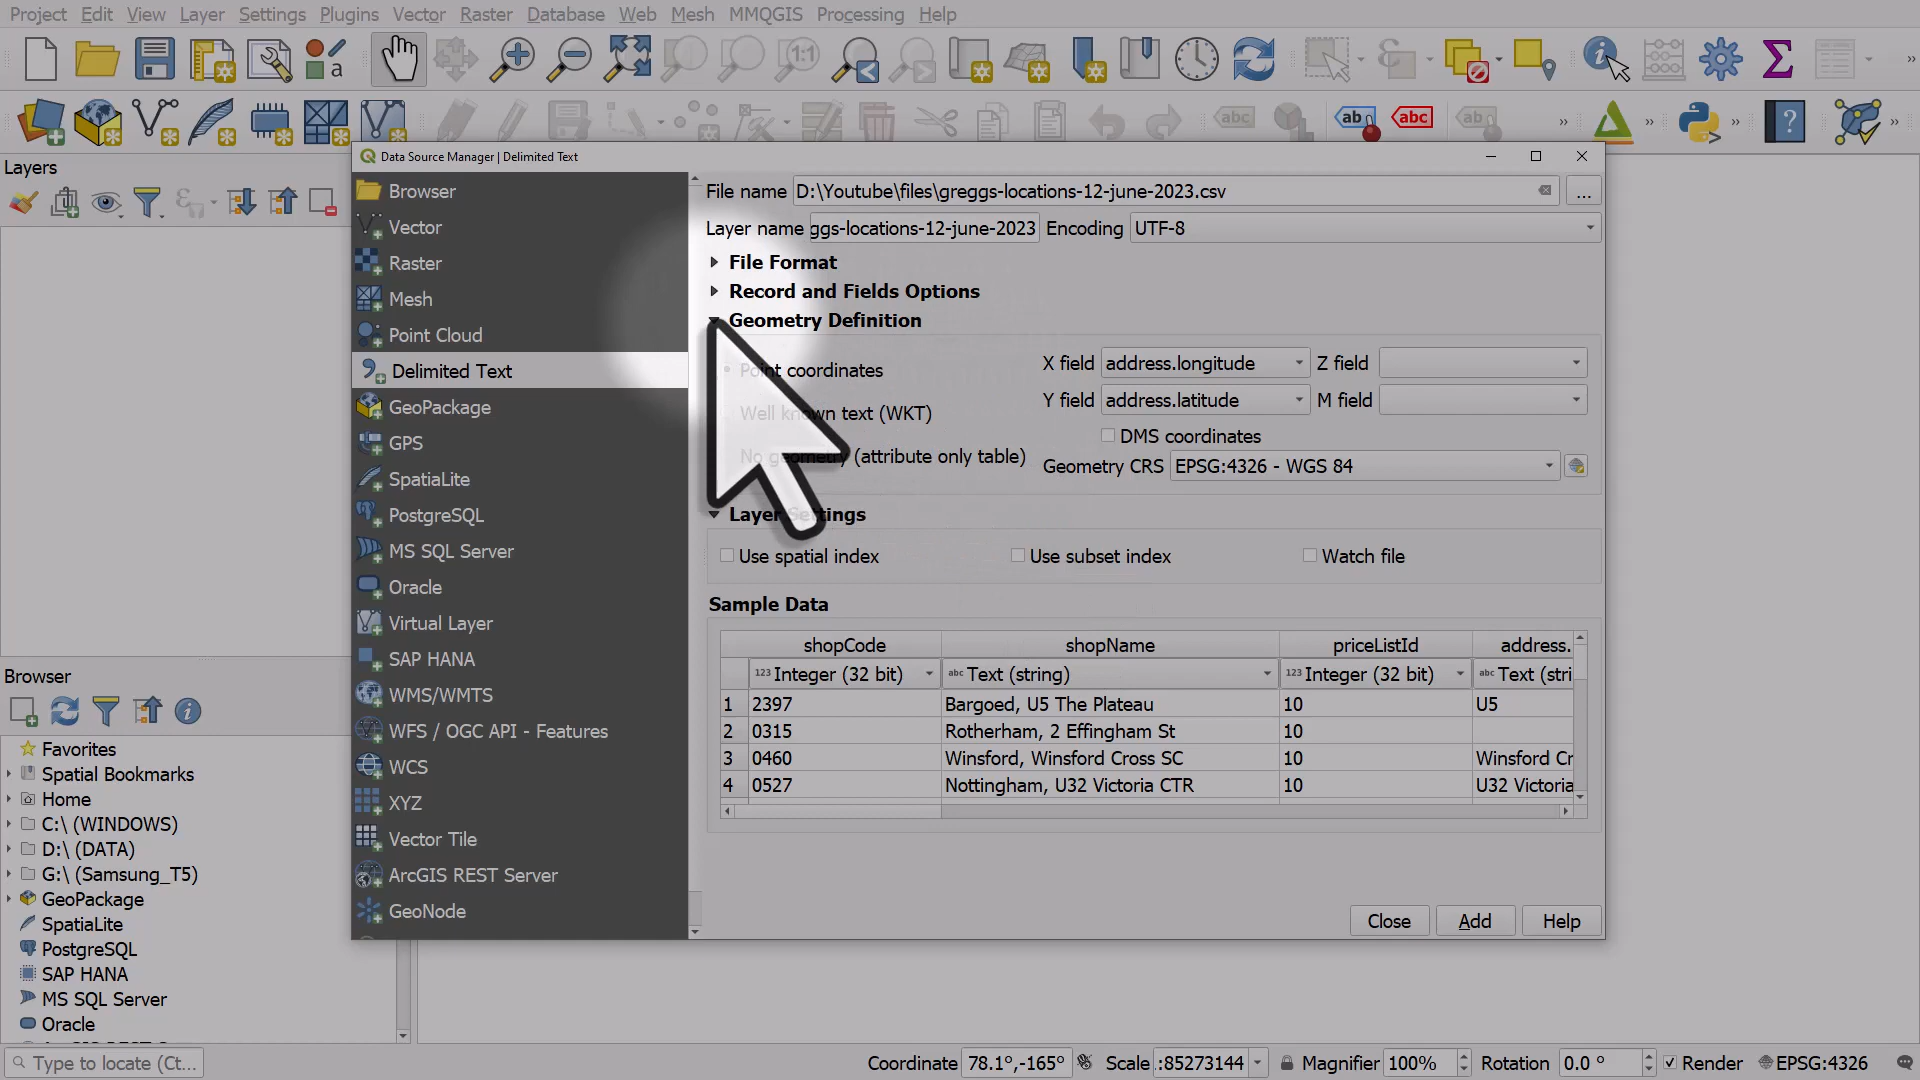 Project Edit View Layer Settings Plugins Vector Raster Database Web Mesh MMQGIS Processing Help
Layers
Data Source Manager | Delimited Text
Browser
Vector
Raster
Mesh
Point Cloud
Delimited Text
GeoPackage
GPS
SpatiaLite
PostgreSQL
MS SQL Server
Oracle
Virtual Layer
SAP HANA
WMS/WMTS
WFS / OGC API - Features
WCS
XYZ
Vector Tile
ArcGIS REST Server
GeoNode
File name D:\Youtube\files\greggs-locations-12-june-2023.csv ...
Layer name ggs-locations-12-june-2023 Encoding UTF-8
File Format
Record and Fields Options
Geometry Definition
Point coordinates
Well known text (WKT)
No geometry (attribute only table)
X field address.longitude Z field
Y field address.latitude M field
DMS coordinates
Geometry CRS EPSG:4326 - WGS 84
Layer Settings
Use spatial index Use subset index Watch file
Sample Data
shopCode shopName priceListId address.
123 Integer (32 bit) abc Text (string) 123 Integer (32 bit) abc Text (stri
1 2397 Bargoed, U5 The Plateau 10 U5
2 0315 Rotherham, 2 Effingham St 10
3 0460 Winsford, Winsford Cross SC 10 Winsford Cr
4 0527 Nottingham, U32 Victoria CTR 10 U32 Victoria
Close Add Help
Browser
Favorites
Spatial Bookmarks
Home
C:\ (WINDOWS)
D:\ (DATA)
G:\ (Samsung_T5)
GeoPackage
SpatiaLite
PostgreSQL
SAP HANA
MS SQL Server
Oracle
Type to locate (Ct...
Coordinate 78.1°,-165° Scale :85273144 Magnifier 100% Rotation 0.0 ° Render EPSG:4326